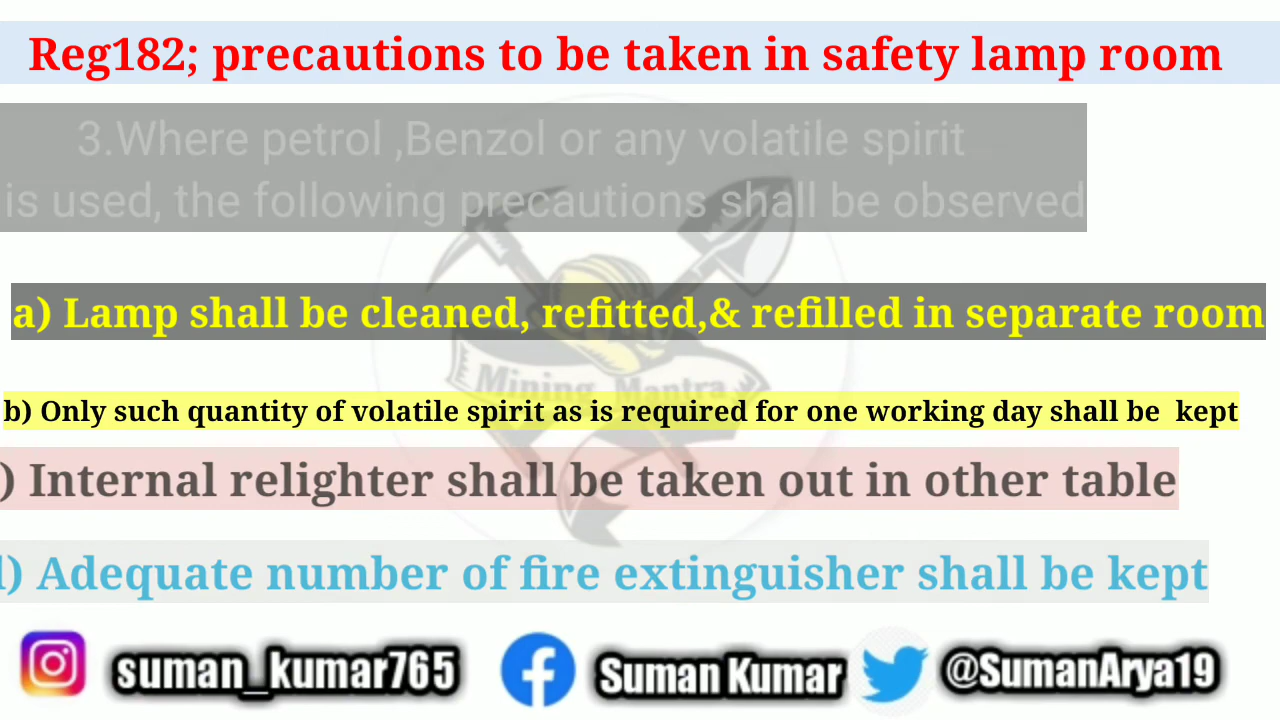 Reg182; precautions to be taken in safety lamp room
3.Where petrol ,Benzol or any volatile spirit
is used, the following precautions shall be observed
a) Lamp shall be cleaned, refitted,& refilled in separate room
b) Only such quantity of volatile spirit as is required for one working day shall be kept
) Internal relighter shall be taken out in other table
d) Adequate number of fire extinguisher shall be kept
Mining Mantra
suman_kumar765 Suman Kumar @SumanArya19